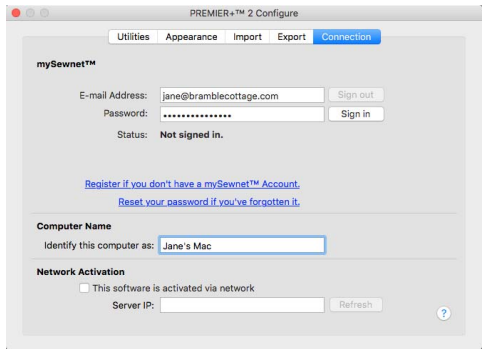 PREMIER+™ 2 Configure
Utilities Appearance Import Export Connection
mySewnet™
E-mail Address: jane@bramblecottage.com Sign out
Password: ••••••••••••••• Sign in
Status: Not signed in.
Register if you don't have a mySewnet™ Account.
Reset your password if you've forgotten it.
Computer Name
Identify this computer as: Jane's Mac
Network Activation
This software is activated via network
Server IP: Refresh
?